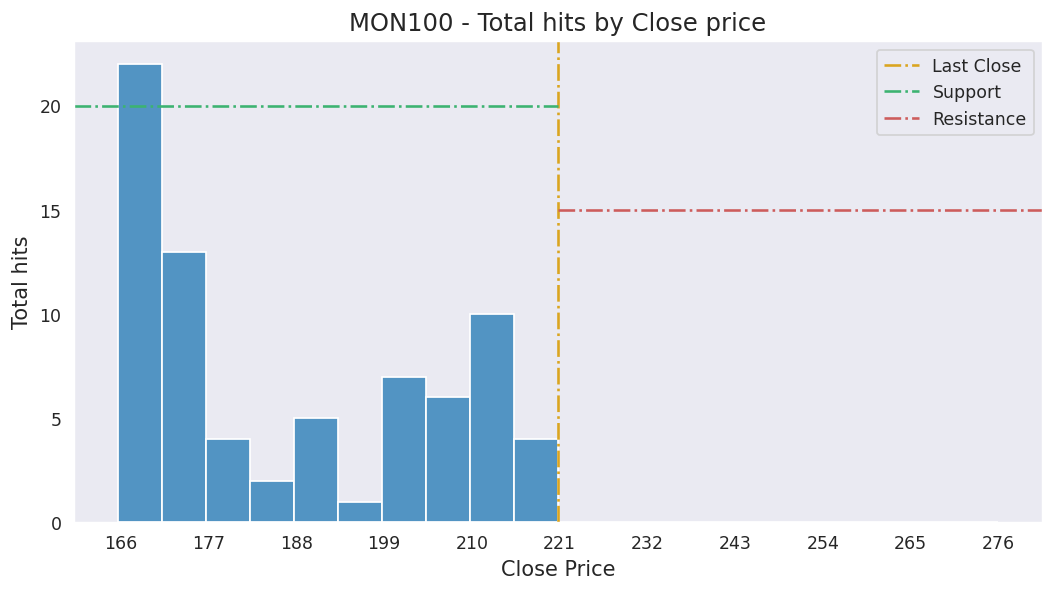 MON100 - Total hits by Close price
Last Close
Support
Resistance
Total hits
20
15
10
5
0
166 177 188 199 210 221 232 243 254 265 276
Close Price